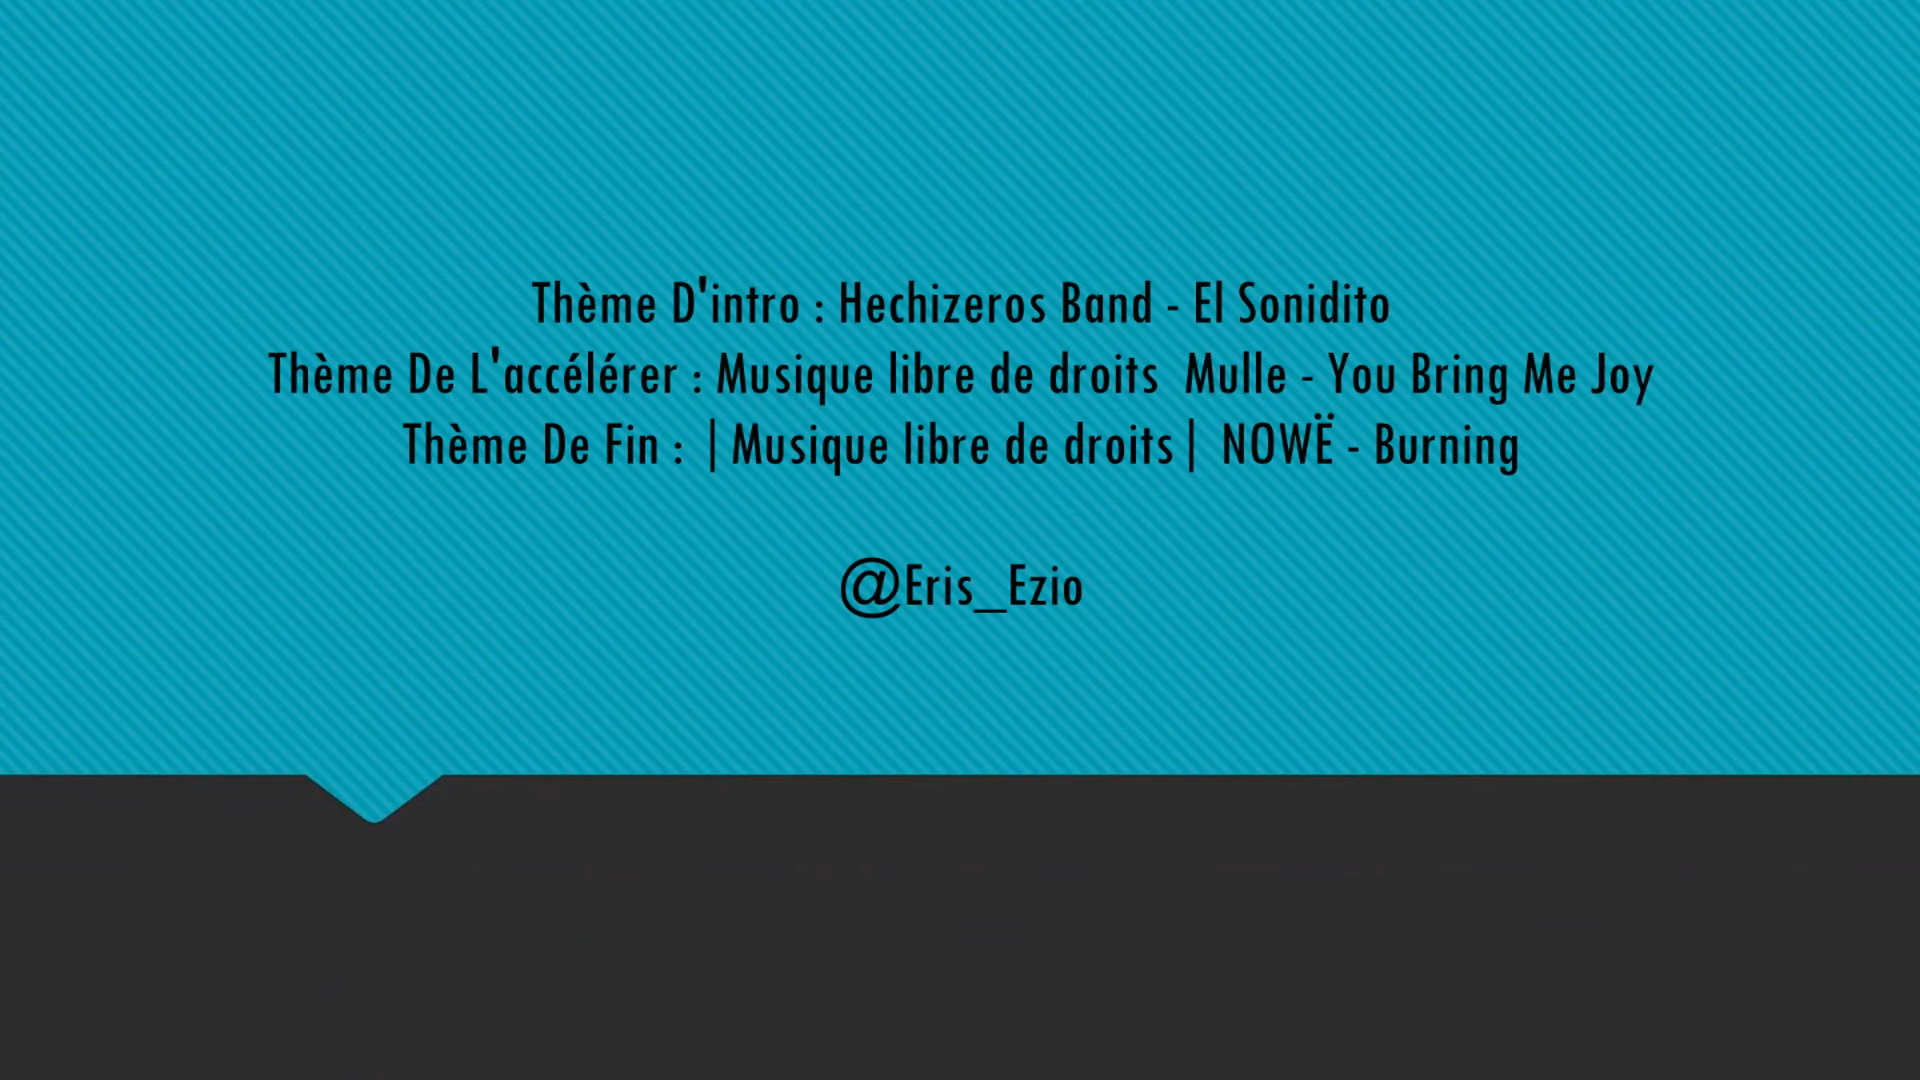 Thème D'intro : Hechizeros Band - El Sonidito
Thème De L'accélérer : Musique libre de droits  Mulle - You Bring Me Joy
Thème De Fin : |Musique libre de droits| NOWË - Burning
@Eris_Ezio